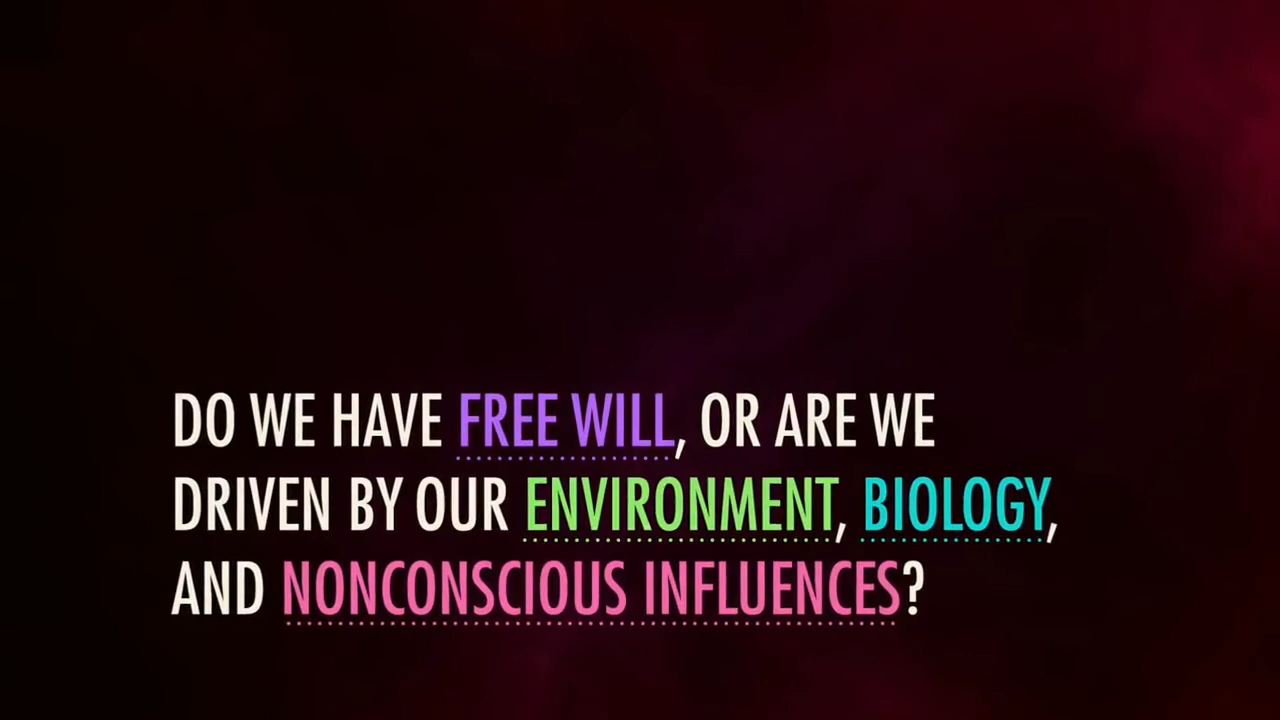 DO WE HAVE FREE WILL, OR ARE WE
DRIVEN BY OUR ENVIRONMENT, BIOLOGY,
AND NONCONSCIOUS INFLUENCES?